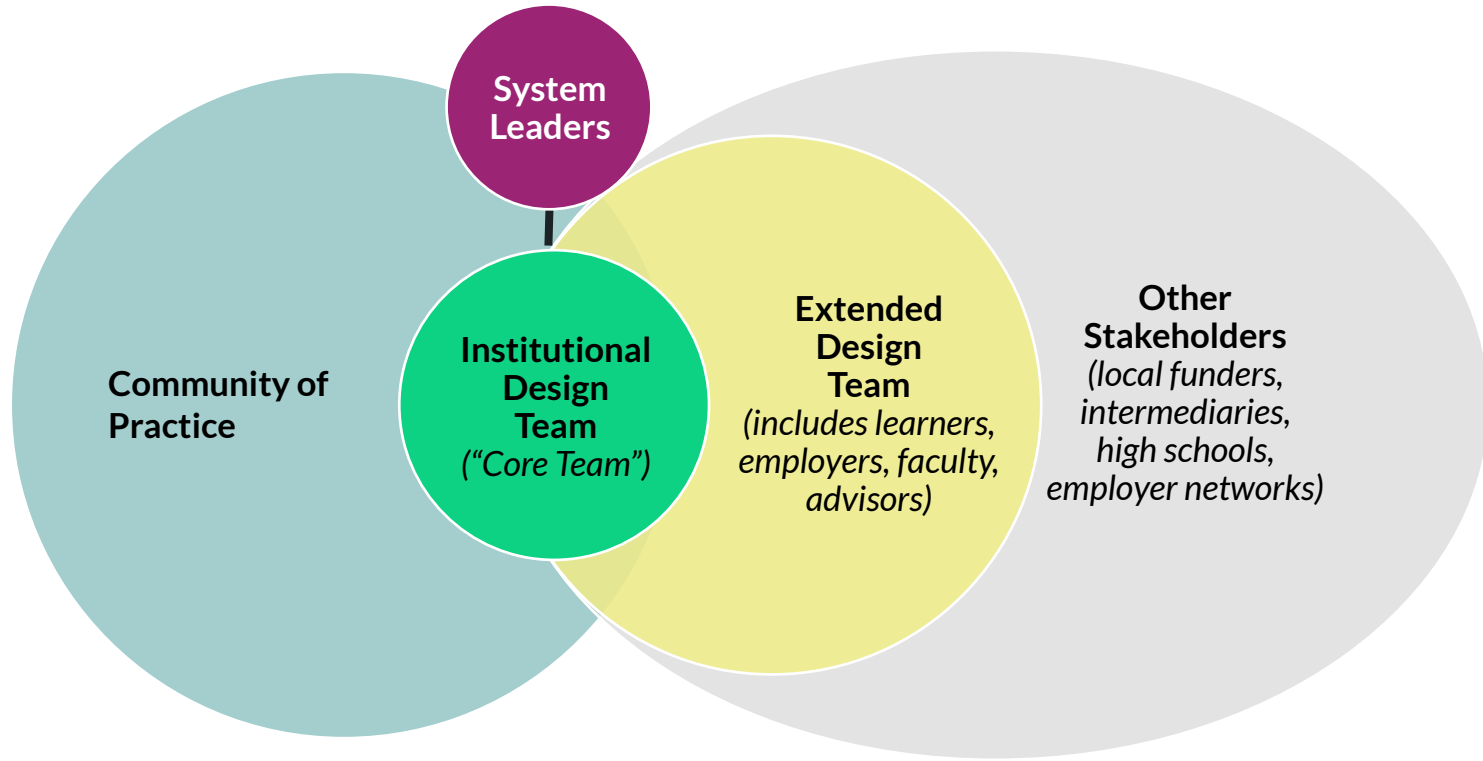 System
Leaders
Community of
Practice
Institutional
Design
Team
(“Core Team”)
Extended
Design
Team
(includes learners,
employers, faculty,
advisors)
Other
Stakeholders
(local funders,
intermediaries,
high schools,
employer networks)